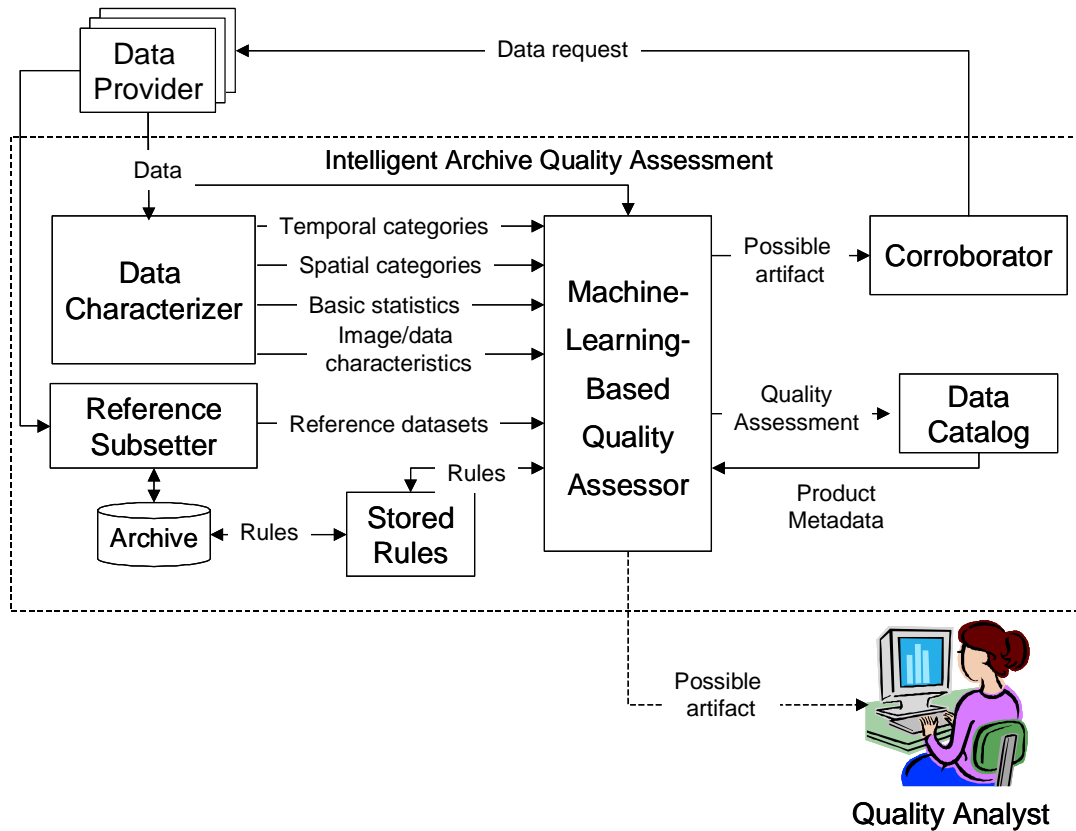 Data
Provider
Data request
Intelligent Archive Quality Assessment
Data
Temporal categories
Spatial categories
Basic statistics
Image/data
characteristics
Data
Characterizer
Machine-
Learning-
Based
Quality
Assessor
Possible
artifact
Corroborator
Reference
Subsetter
Reference datasets
Quality
Assessment
Data
Catalog
Rules
Product
Metadata
Archive
Rules
Stored
Rules
Possible
artifact
Quality Analyst